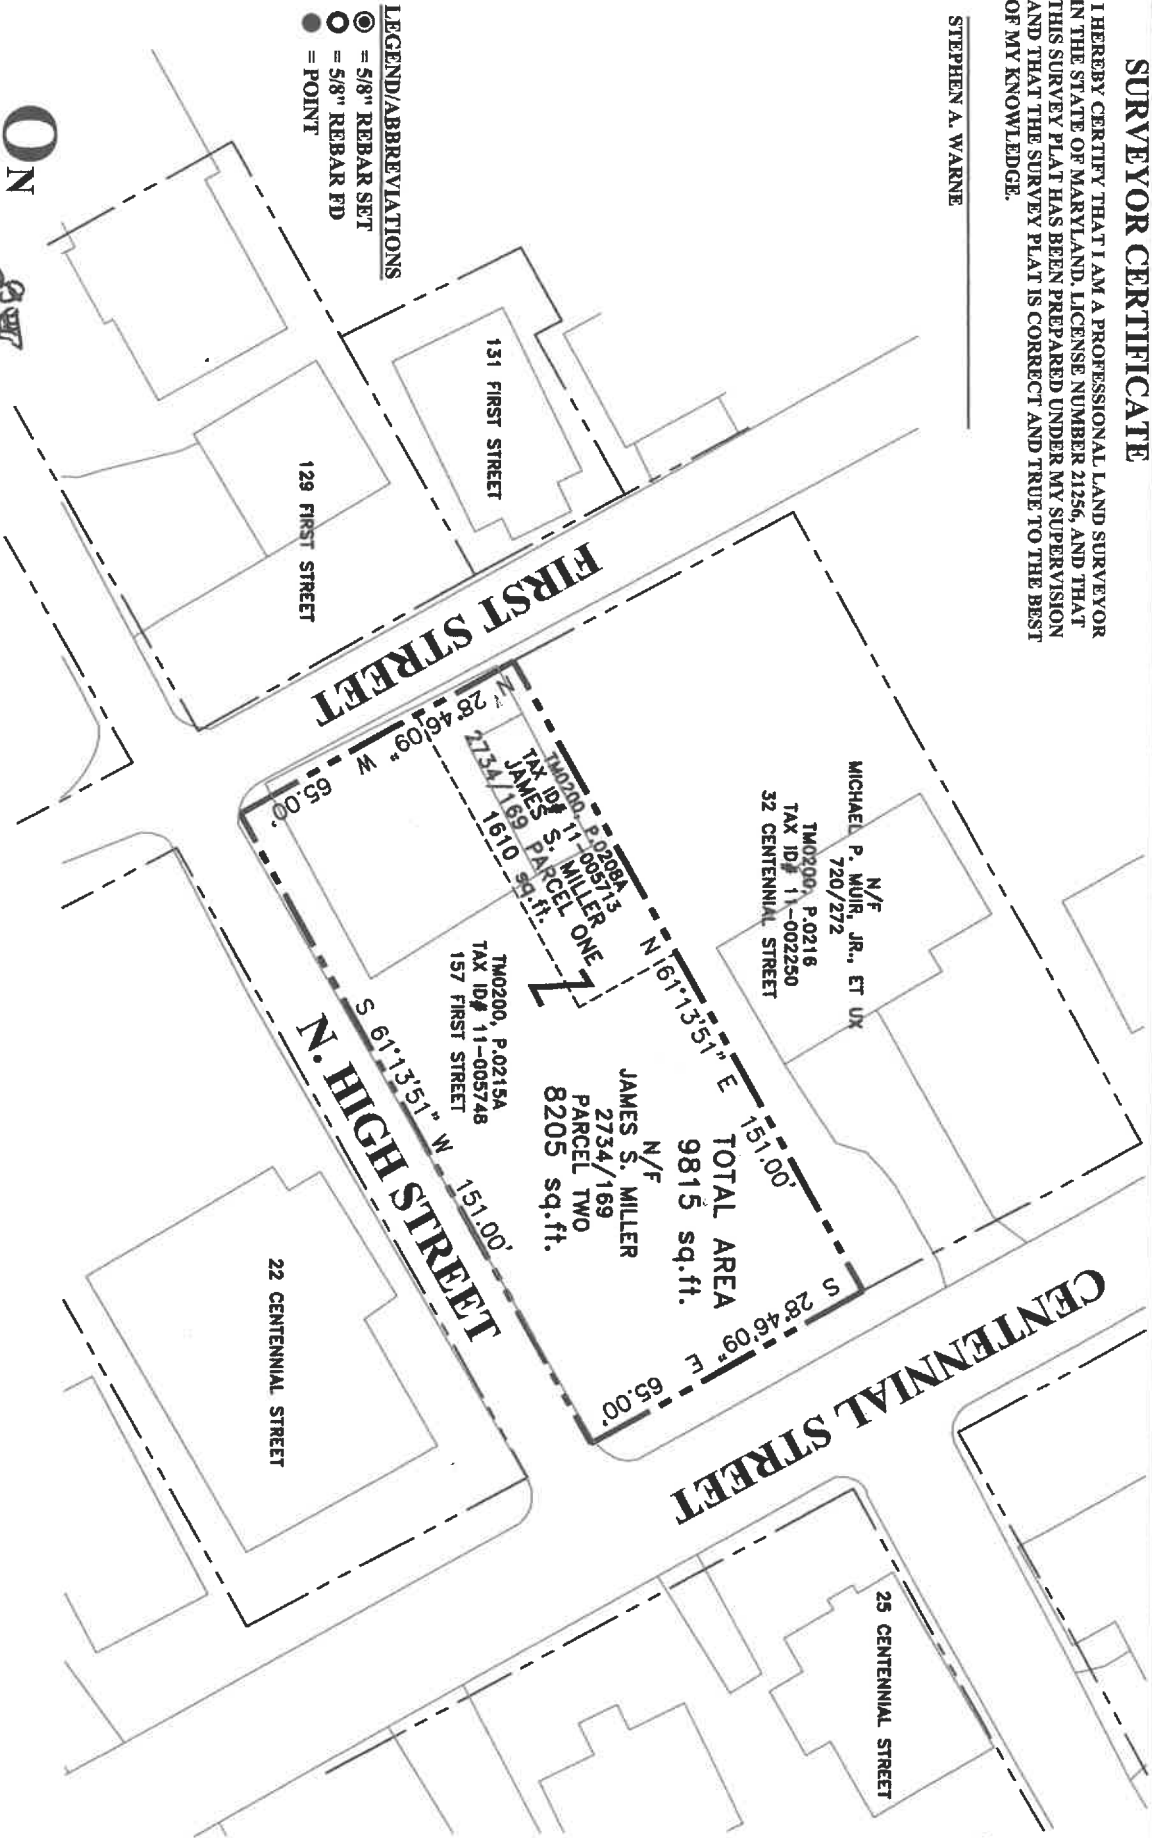 SURVEYOR CERTIFICATE
I HEREBY CERTIFY THAT I AM A PROFESSIONAL LAND SURVEYOR
IN THE STATE OF MARYLAND, LICENSE NUMBER 21256, AND THAT
THIS SURVEY PLAT HAS BEEN PREPARED UNDER MY SUPERVISION
AND THAT THE SURVEY PLAT IS CORRECT AND TRUE TO THE BEST
OF MY KNOWLEDGE.
STEPHEN A. WARNE
LEGEND/ABBREVIATIONS
= 5/8" REBAR SET
= 5/8" REBAR FD
= POINT
ON
131 FIRST STREET
129 FIRST STREET
FIRST STREET
N/F
MICHAEL P. MUIR, JR., ET UX
720/272
TM0200, P.0216
TAX ID# 11-002250
32 CENTENNIAL STREET
N 28°46'09" W 65.00'
TM0200, P.0208A
TAX ID# 11-005713
JAMES S. MILLER
2734/169 PARCEL ONE
1610 sq.ft.
N 61°13'51" E 151.00'
TOTAL AREA
9815 sq.ft.
N/F
JAMES S. MILLER
2734/169
PARCEL TWO
8205 sq.ft.
TM0200, P.0215A
TAX ID# 11-005748
157 FIRST STREET
S 61°13'51" W 151.00'
S 28°46'09" E 65.00'
N. HIGH STREET
CENTENNIAL STREET
22 CENTENNIAL STREET
25 CENTENNIAL STREET